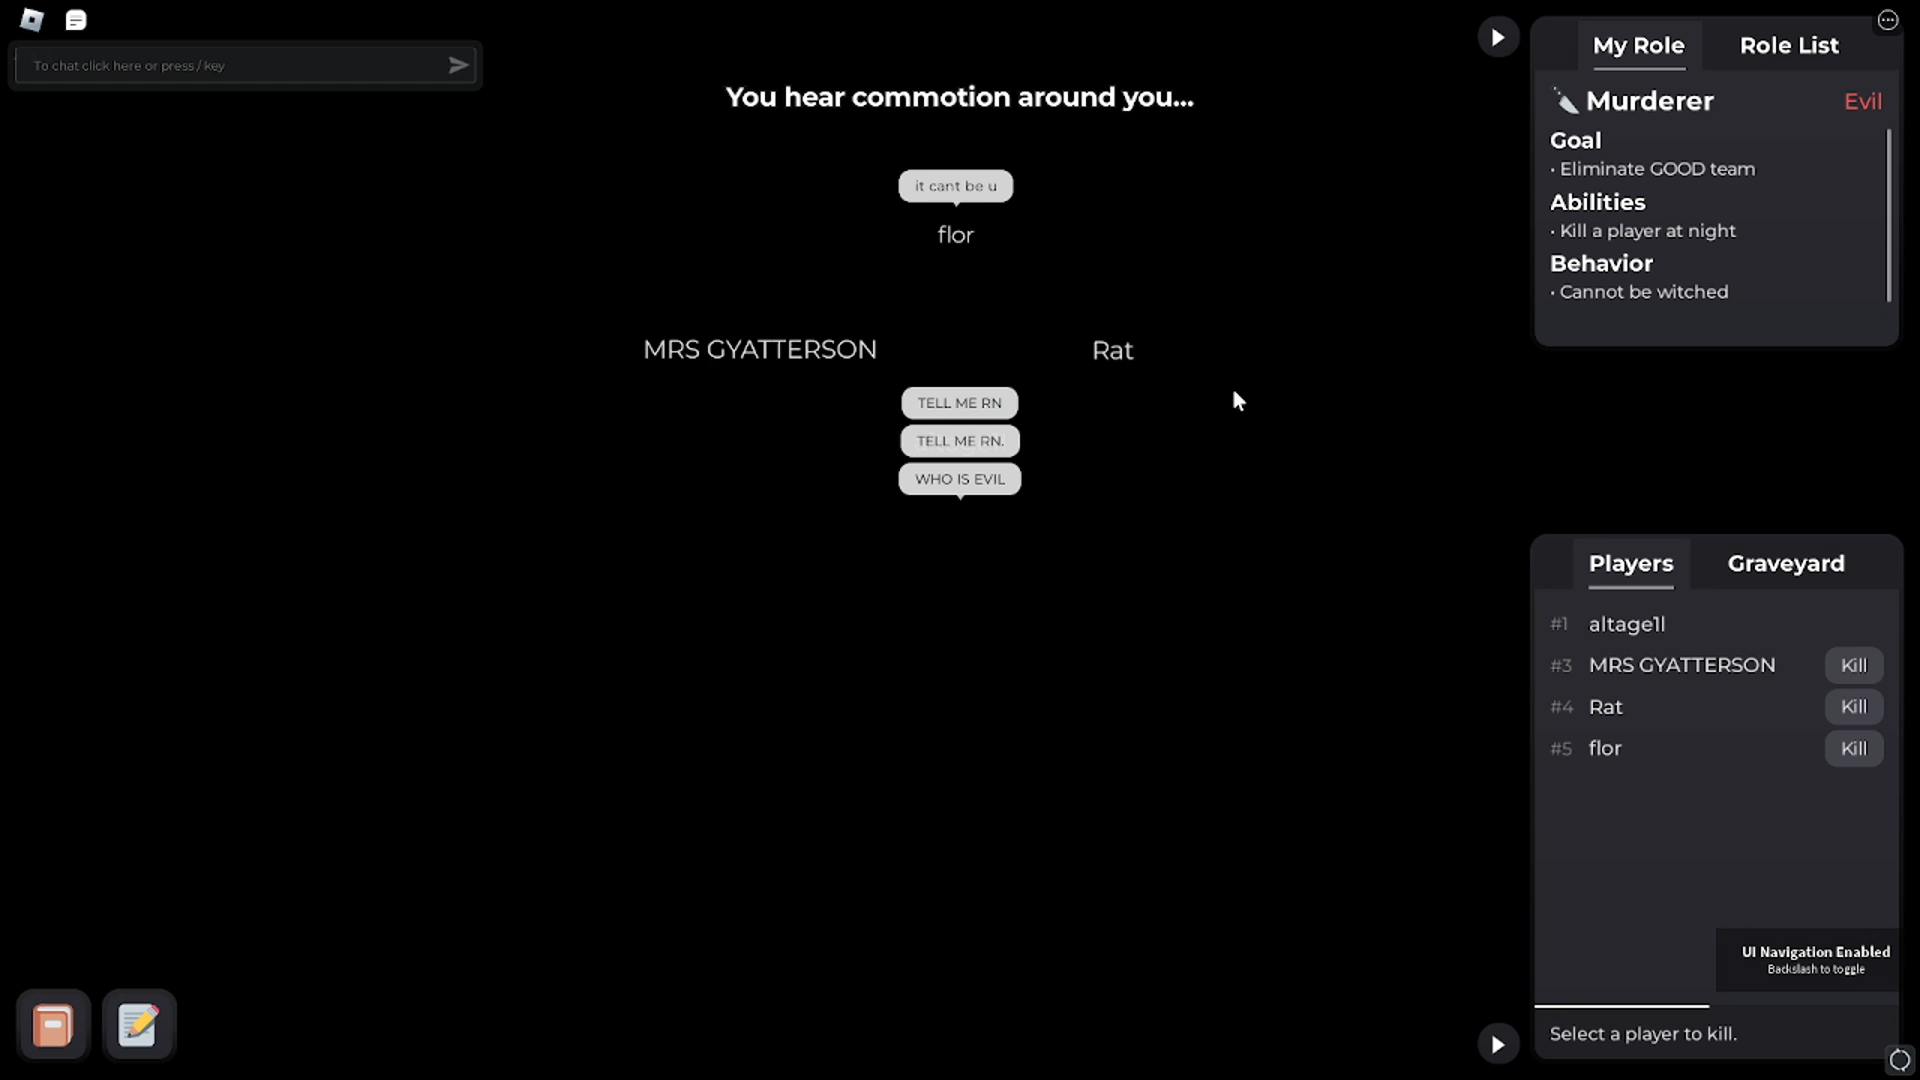 To chat click here or press / key
You hear commotion around you...
it cant be u
flor
MRS GYATTERSON
Rat
TELL ME RN
TELL ME RN.
WHO IS EVIL
My Role
Role List
Murderer
Evil
Goal
• Eliminate GOOD team
Abilities
• Kill a player at night
Behavior
• Cannot be witched
Players
Graveyard
#1 altage1l
#3 MRS GYATTERSON Kill
#4 Rat Kill
#5 flor Kill
UI Navigation Enabled
Backslash to toggle
Select a player to kill.